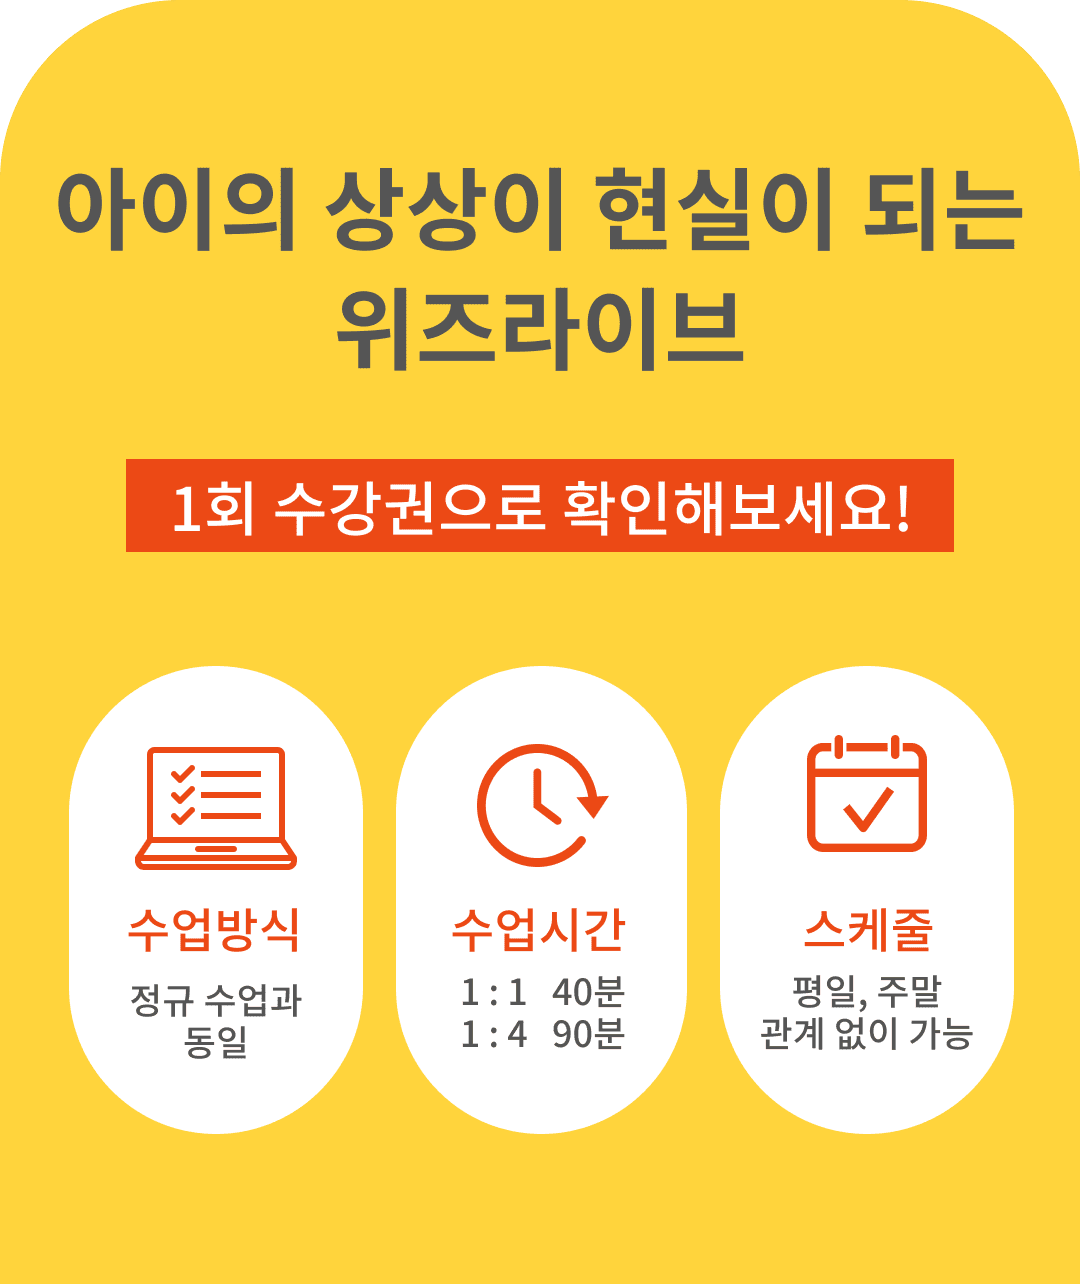 아이의 상상이 현실이 되는
위즈라이브
1회 수강권으로 확인해보세요!
수업방식
정규 수업과
동일
수업시간
1 : 1 40분
1 : 4 90분
스케줄
평일, 주말
관계 없이 가능